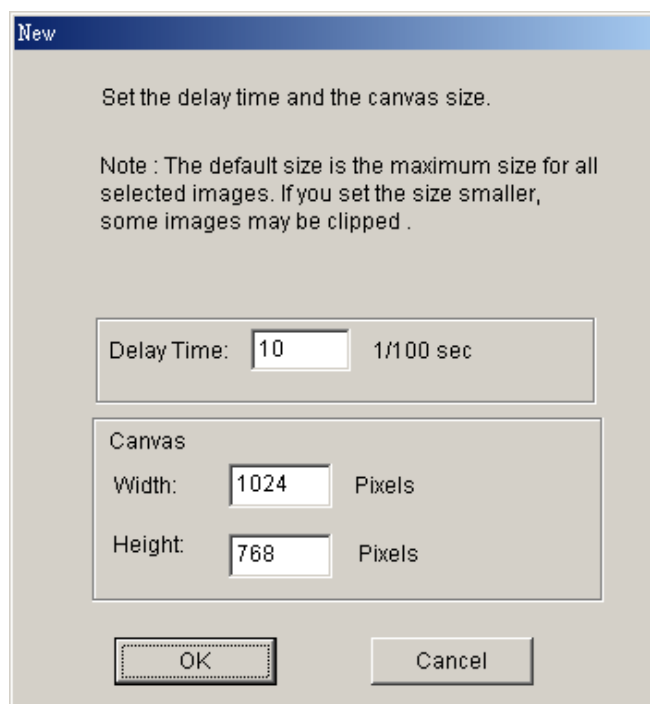 New
Set the delay time and the canvas size.
Note : The default size is the maximum size for all
selected images. If you set the size smaller,
some images may be clipped .
Delay Time: 10 1/100 sec
Canvas
Width: 1024 Pixels
Height: 768 Pixels
OK Cancel